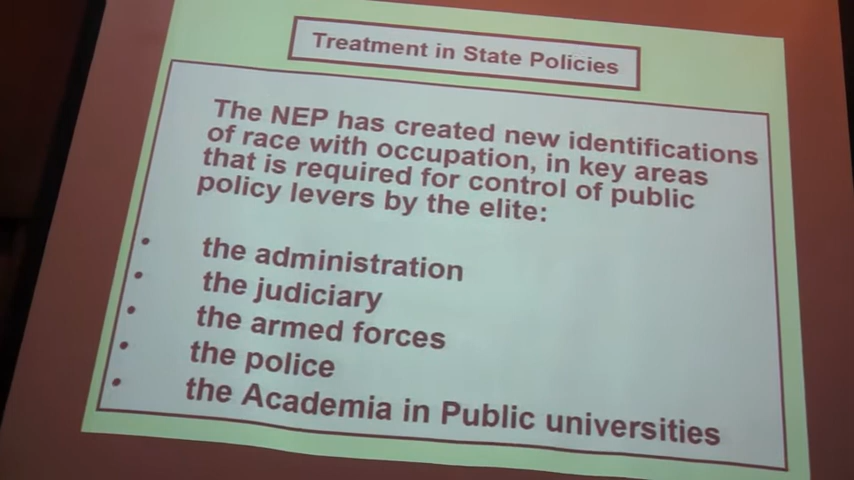 Treatment in State Policies
The NEP has created new identifications
of race with occupation, in key areas
that is required for control of public
policy levers by the elite:
• the administration
• the judiciary
• the armed forces
• the police
• the Academia in Public universities